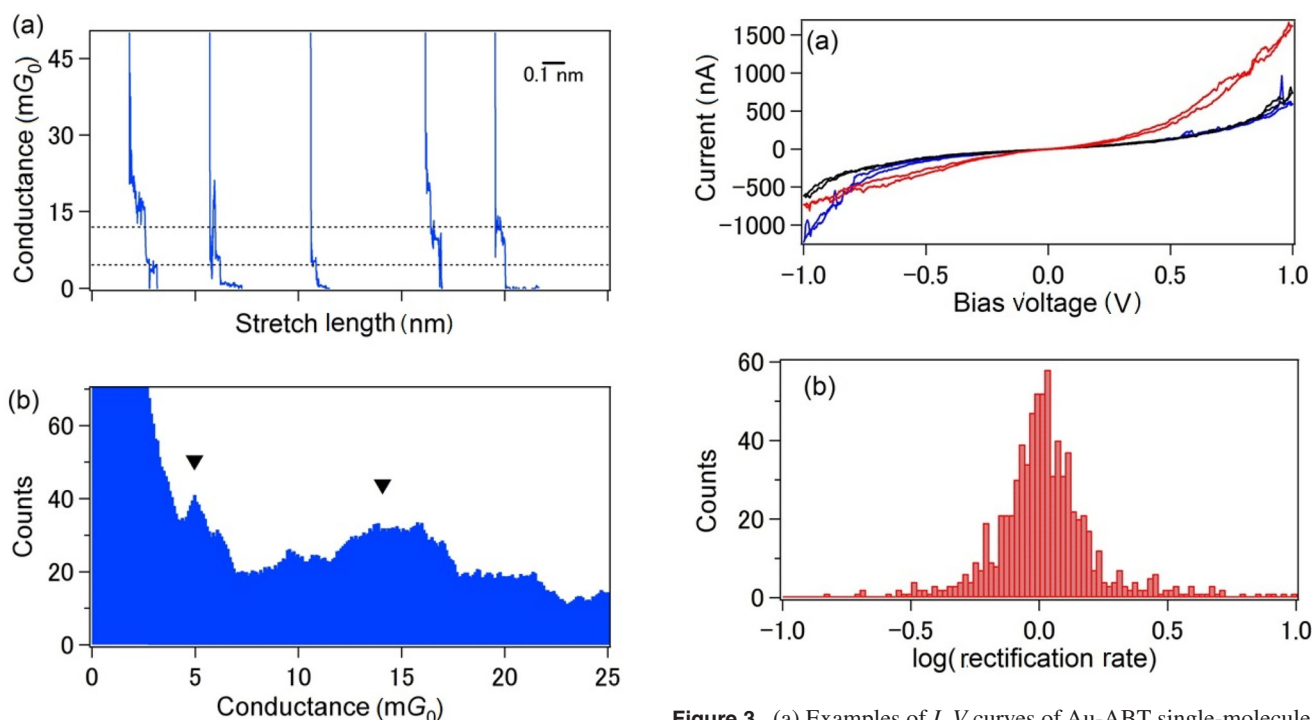 (a)
45
30
15
0
Conductance (mG₀)
0.1 nm
Stretch length (nm)
(b)
60
40
20
0
Counts
0 5 10 15 20 25
Conductance (mG₀)
(a)
1500
1000
500
0
−500
−1000
Current (nA)
−1.0 −0.5 0.0 0.5 1.0
Bias voltage (V)
(b)
60
40
20
0
Counts
−1.0 −0.5 0.0 0.5 1.0
log(rectification rate)
Figure 3. (a) Examples of I–V curves of Au-ABT single-molecule